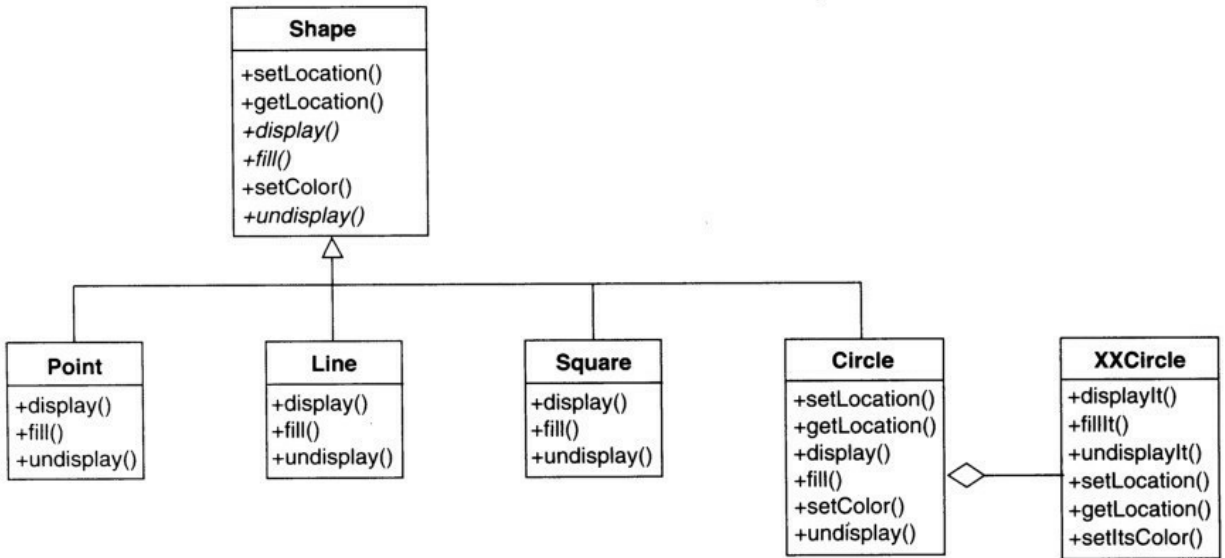 Shape
+setLocation()
+getLocation()
+display()
+fill()
+setColor()
+undisplay()
Point
+display()
+fill()
+undisplay()
Line
+display()
+fill()
+undisplay()
Square
+display()
+fill()
+undisplay()
Circle
+setLocation()
+getLocation()
+display()
+fill()
+setColor()
+undisplay()
XXCircle
+displayIt()
+fillIt()
+undisplayIt()
+setLocation()
+getLocation()
+setItsColor()